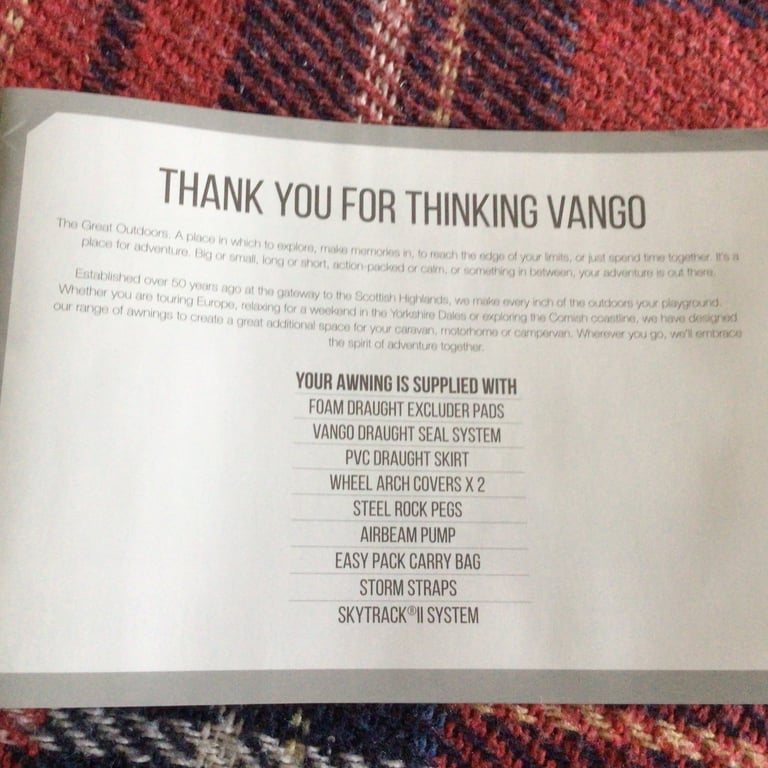 THANK YOU FOR THINKING VANGO
The Great Outdoors. A place in which to explore, make memories in, to reach the edge of your limits, or just spend time together. It's a
place for adventure. Big or small, long or short, action-packed or calm, or something in between, your adventure is out there.
Established over 50 years ago at the gateway to the Scottish Highlands, we make every inch of the outdoors your playground.
Whether you are touring Europe, relaxing for a weekend in the Yorkshire Dales or exploring the Cornish coastline, we have designed
our range of awnings to create a great additional space for your caravan, motorhome or campervan. Wherever you go, we'll embrace
the spirit of adventure together.
YOUR AWNING IS SUPPLIED WITH
FOAM DRAUGHT EXCLUDER PADS
VANGO DRAUGHT SEAL SYSTEM
PVC DRAUGHT SKIRT
WHEEL ARCH COVERS X 2
STEEL ROCK PEGS
AIRBEAM PUMP
EASY PACK CARRY BAG
STORM STRAPS
SKYTRACK®II SYSTEM